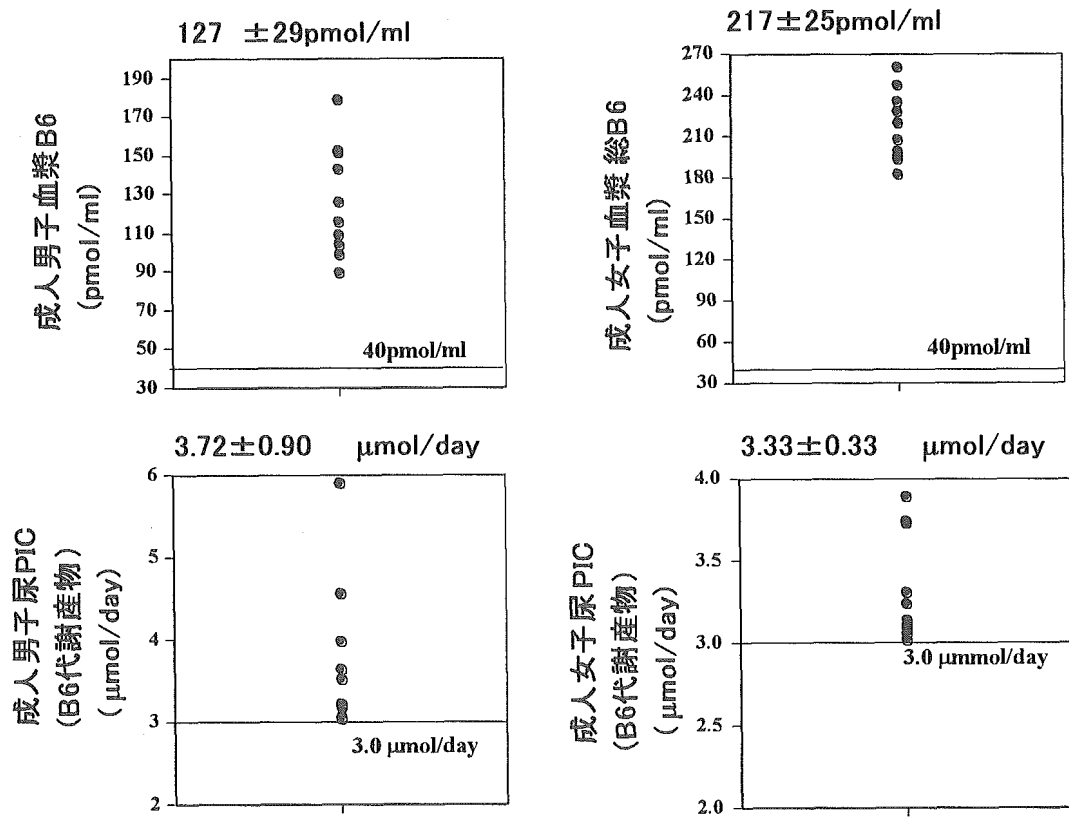 127 ±29pmol/ml
成人男子血漿B6
(pmol/ml)
190
170
150
130
110
90
70
50
30
40pmol/ml
217±25pmol/ml
成人女子血漿 総B6
(pmol/ml)
270
240
210
180
150
120
90
60
30
40pmol/ml
3.72±0.90 μmol/day
成人男子尿PIC
(B6代謝産物)
(μmol/day)
6
5
4
3
2
3.0 μmol/day
3.33±0.33 μmol/day
成人女子尿PIC
(B6代謝産物)
(μmol/day)
4.0
3.5
3.0
2.5
2.0
3.0 μmmol/day